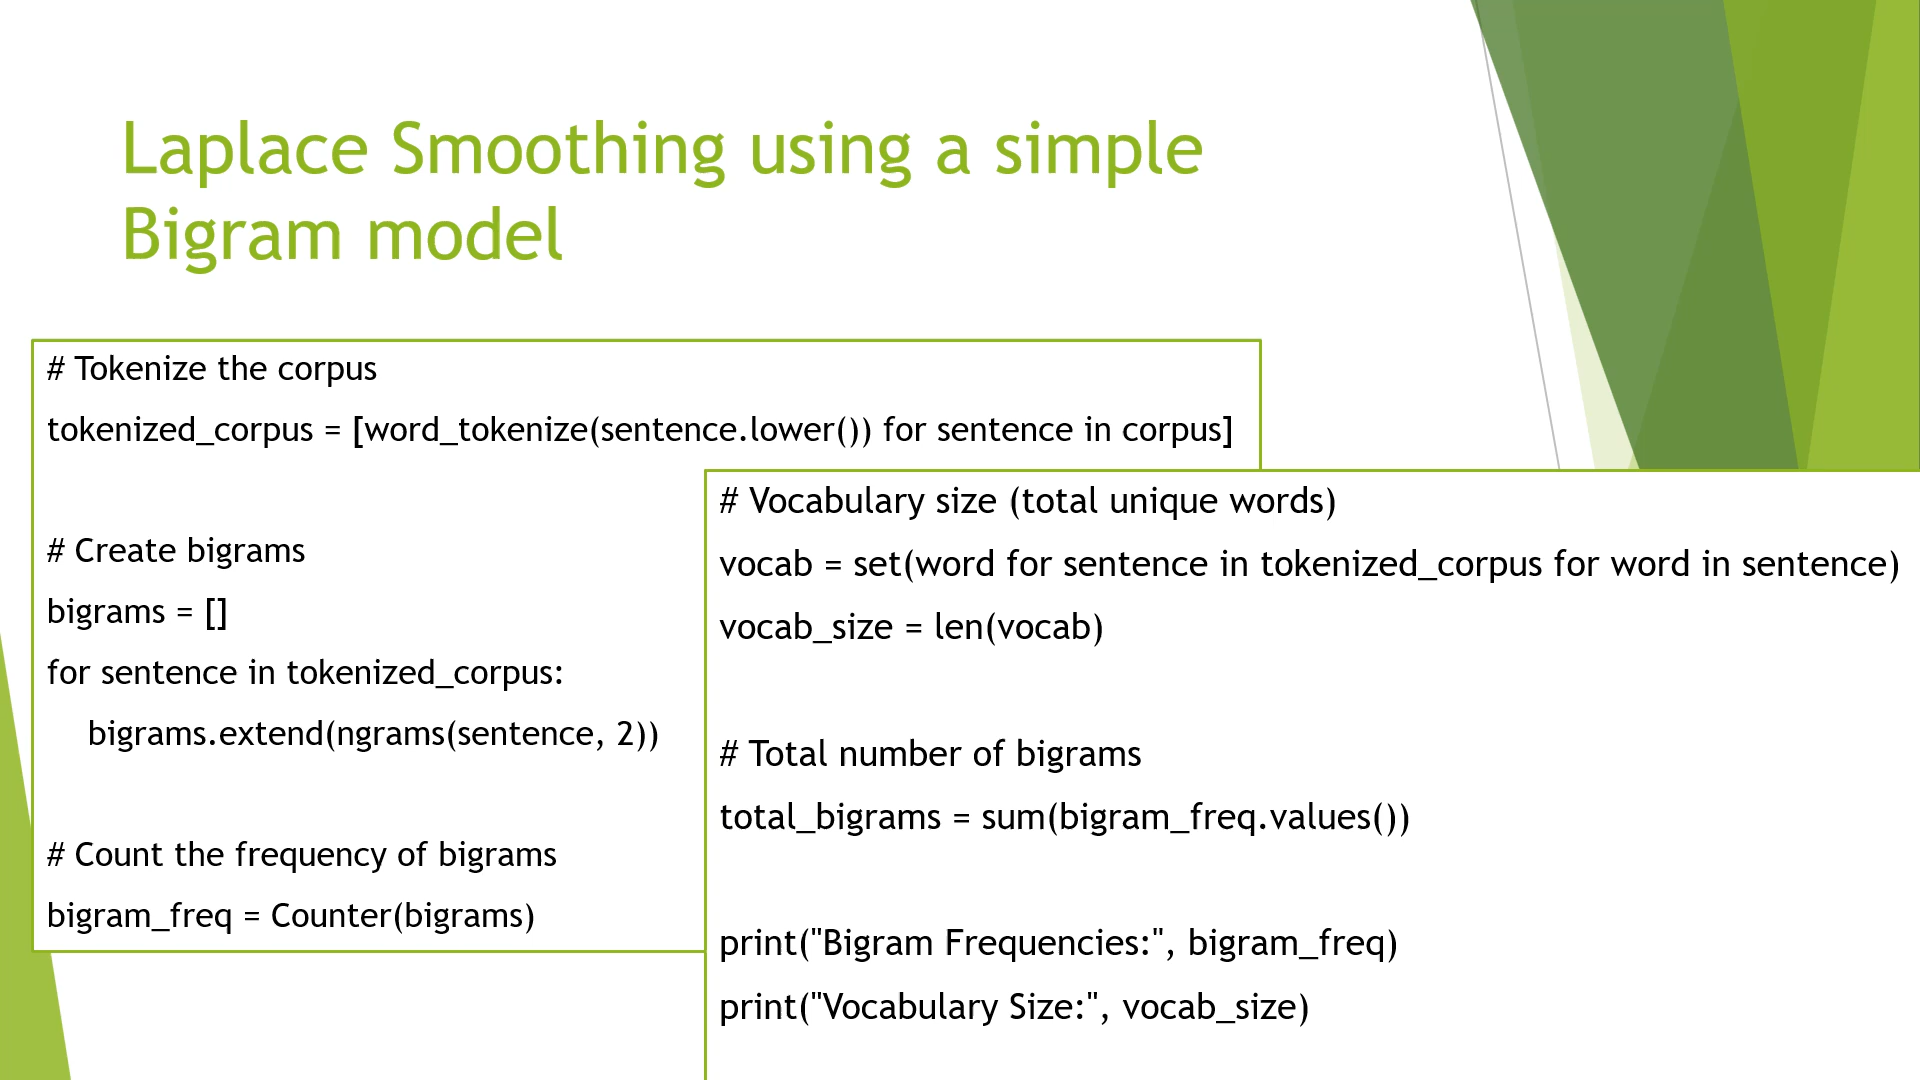 Laplace Smoothing using a simple
Bigram model
# Tokenize the corpus
tokenized_corpus = [word_tokenize(sentence.lower()) for sentence in corpus]
# Create bigrams
bigrams = []
for sentence in tokenized_corpus:
    bigrams.extend(ngrams(sentence, 2))
# Count the frequency of bigrams
bigram_freq = Counter(bigrams)
# Vocabulary size (total unique words)
vocab = set(word for sentence in tokenized_corpus for word in sentence)
vocab_size = len(vocab)
# Total number of bigrams
total_bigrams = sum(bigram_freq.values())
print("Bigram Frequencies:", bigram_freq)
print("Vocabulary Size:", vocab_size)